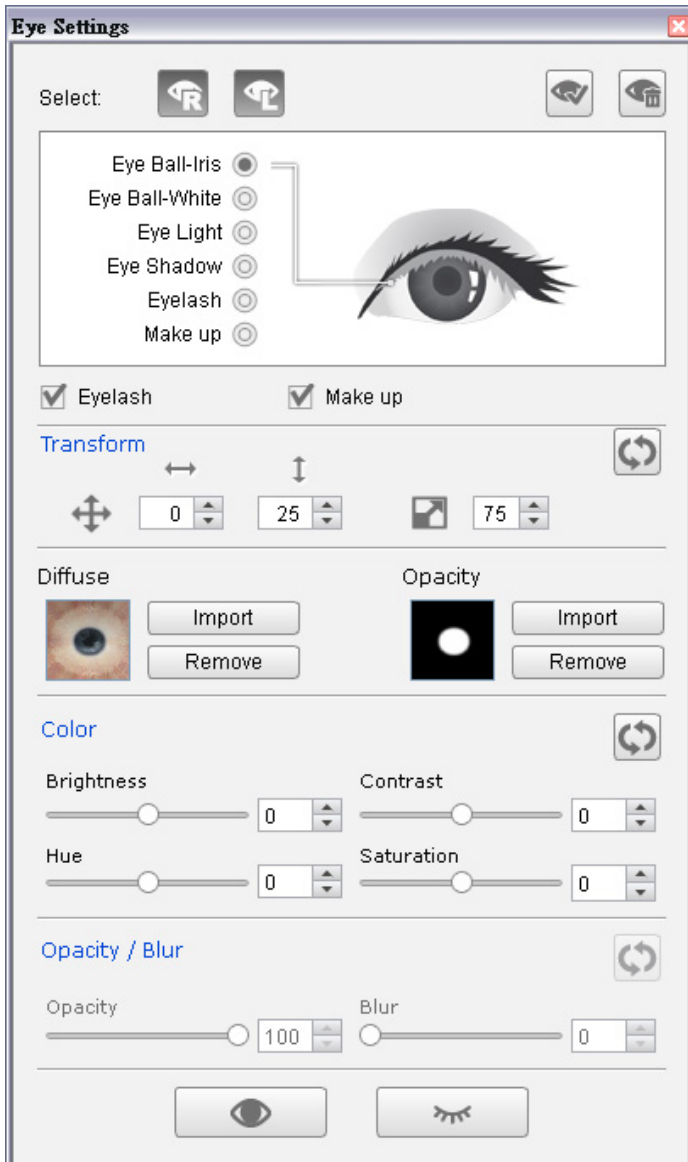 Eye Settings
Select: R L
Eye Ball-Iris
Eye Ball-White
Eye Light
Eye Shadow
Eyelash
Make up
Eyelash Make up
Transform
0 25 75
Diffuse Opacity
Import Import
Remove Remove
Color
Brightness Contrast
0 0
Hue Saturation
0 0
Opacity / Blur
Opacity Blur
100 0